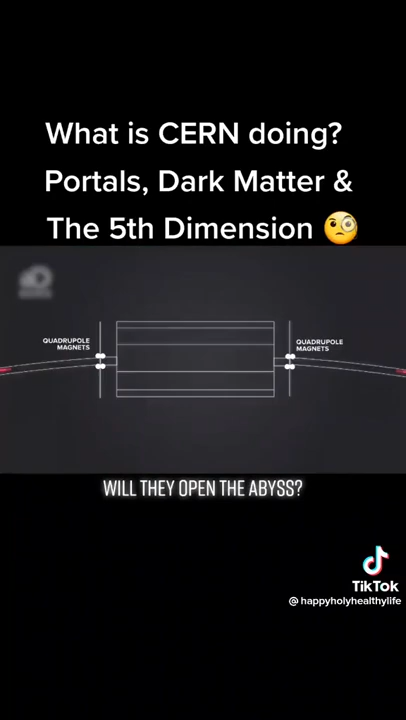 What is CERN doing?
Portals, Dark Matter &
The 5th Dimension 🧐
QUADRUPOLE
MAGNETS
QUADRUPOLE
MAGNETS
WILL THEY OPEN THE ABYSS?
TikTok
@happyholyhealthylife